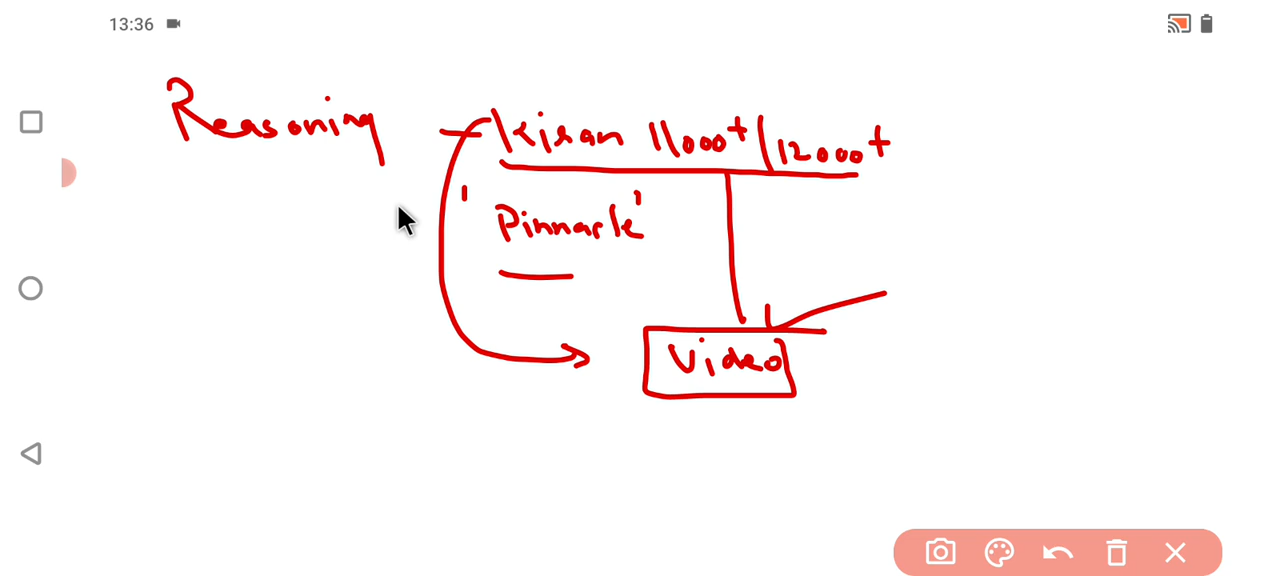 13:36
Reasoning - Kiran 11000+/12000+
'Pinnacle'
Video